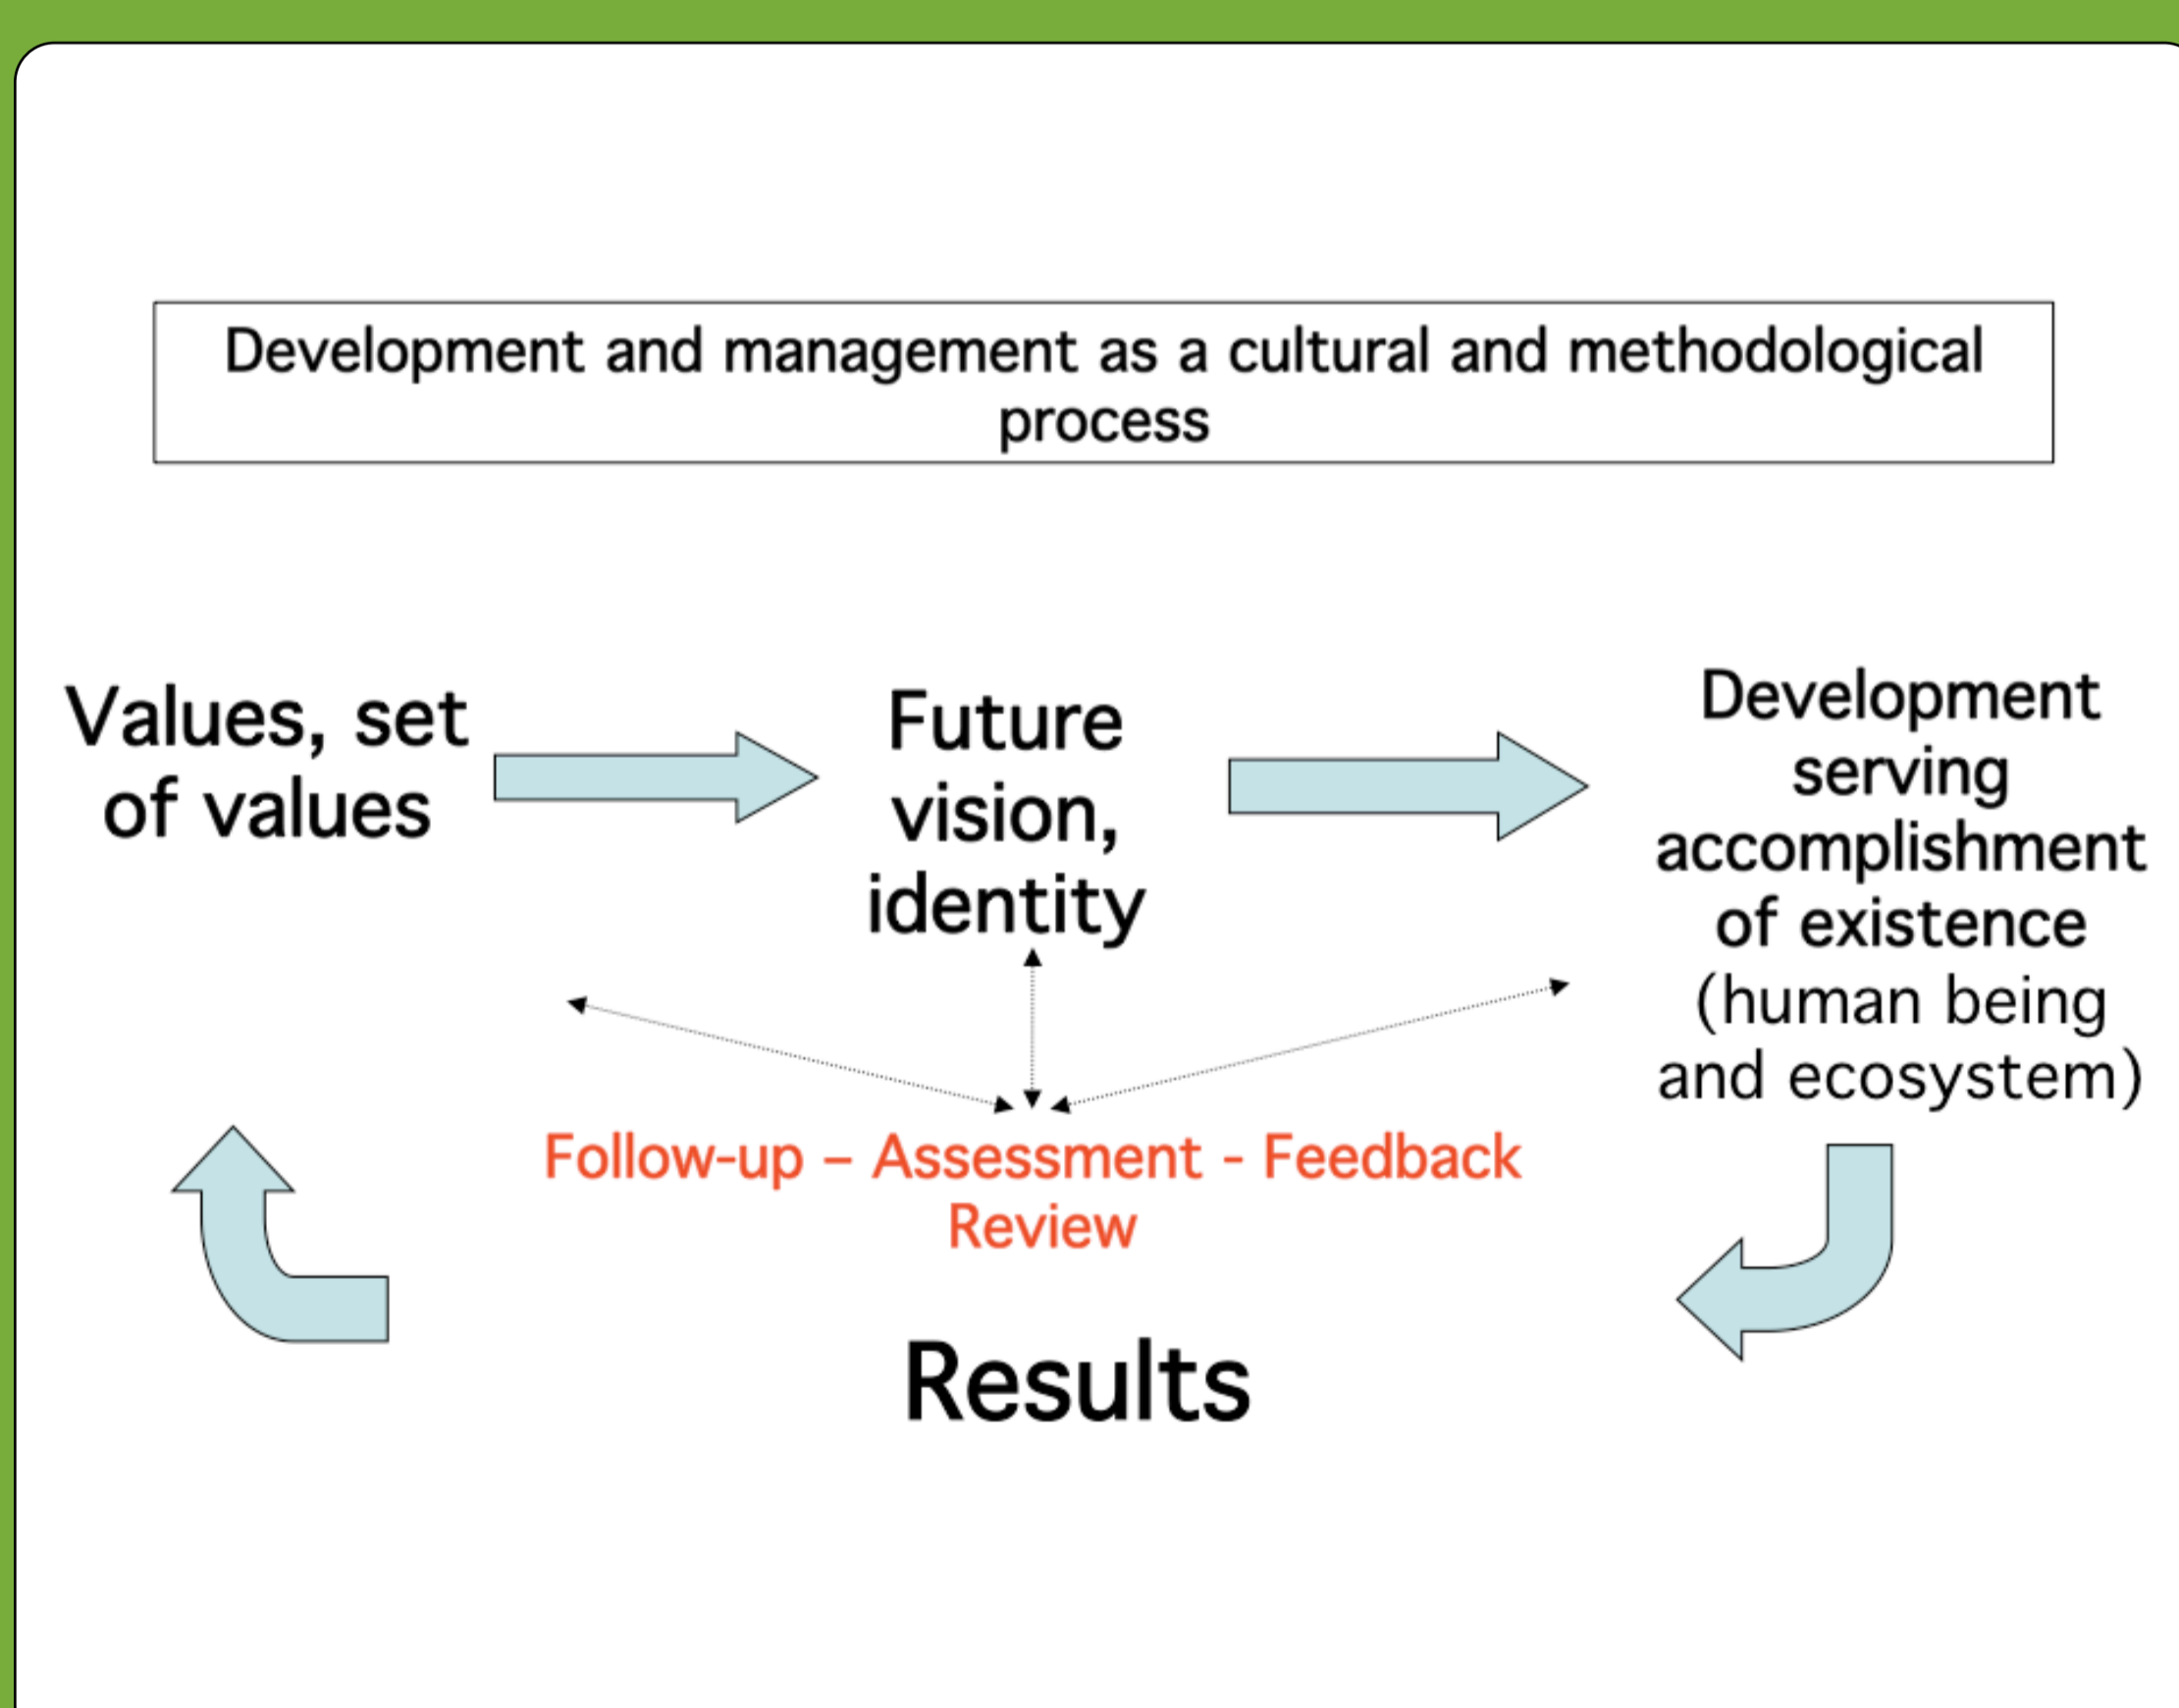 Development and management as a cultural and methodological
process
Values, set
of values
Future
vision,
identity
Development
serving
accomplishment
of existence
(human being
and ecosystem)
Follow-up – Assessment - Feedback
Review
Results